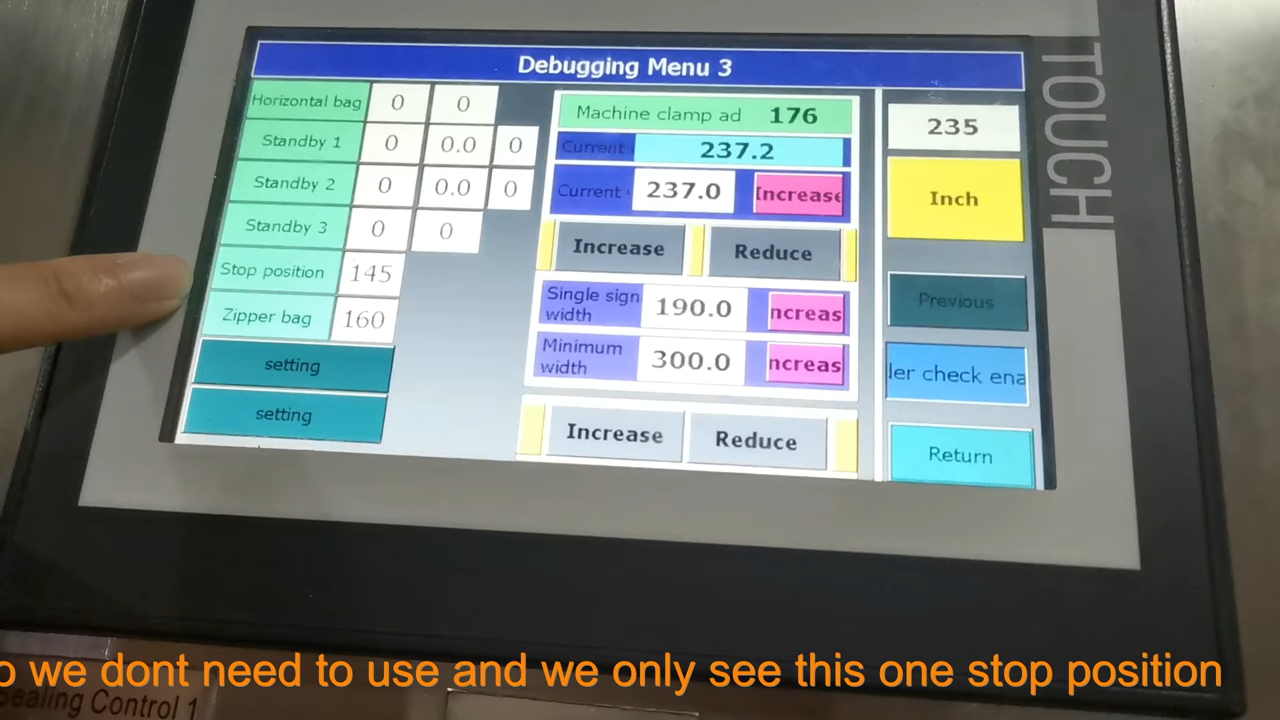 Debugging Menu 3
Horizontal bag 0 0
Standby 1 0 0.0 0
Standby 2 0 0.0 0
Standby 3 0 0
Stop position 145
Zipper bag 160
setting
setting
Machine clamp ad 176
Current 237.2
Current 237.0 Increase
Increase Reduce
Single sign width 190.0 ncreas
Minimum width 300.0 ncreas
Increase Reduce
235
Inch
Previous
ler check ena
Return
TOUCH
o we dont need to use and we only see this one stop position
Sealing Control 1